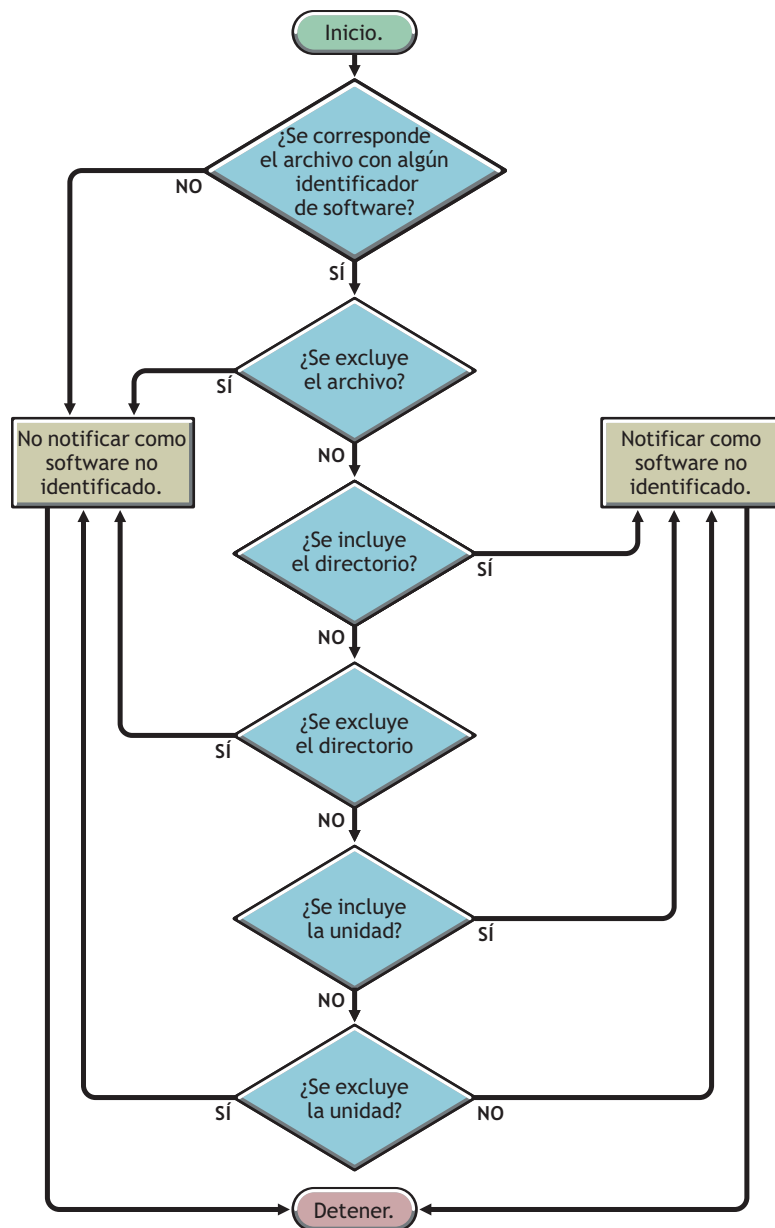 Inicio.
¿Se corresponde
el archivo con algún
identificador
de software?
NO
SÍ
¿Se excluye
el archivo?
SÍ
NO
No notificar como
software no
identificado.
Notificar como
software no
identificado.
¿Se incluye
el directorio?
SÍ
NO
¿Se excluye
el directorio
SÍ
NO
¿Se incluye
la unidad?
SÍ
NO
¿Se excluye
la unidad?
SÍ
NO
Detener.